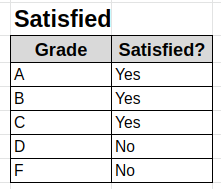 Satisfied
Grade Satisfied?
A Yes
B Yes
C Yes
D No
F No